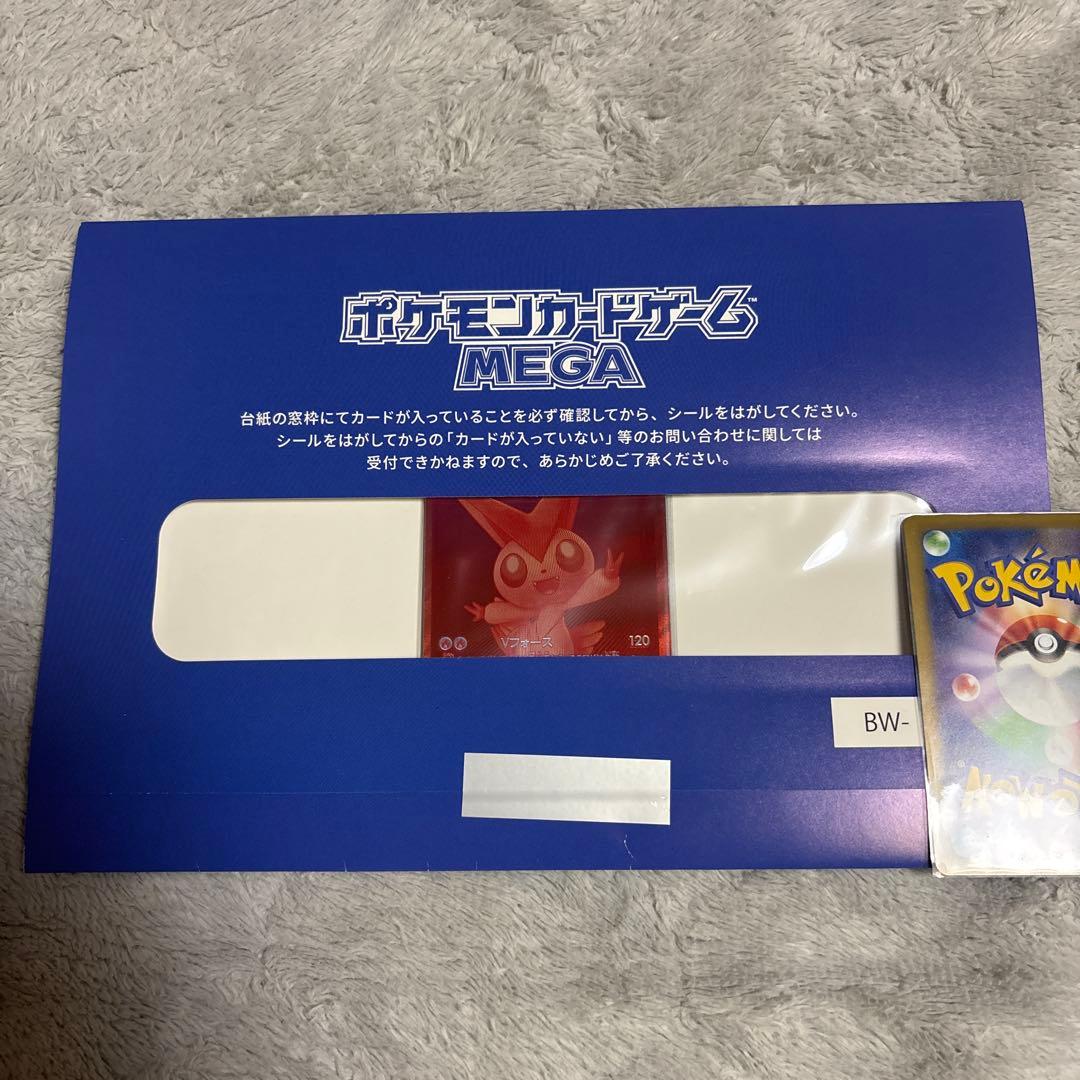 ポケモンカードゲーム™
MEGA
台紙の窓枠にてカードが入っていることを必ず確認してから、シールをはがしてください。
シールをはがしてからの「カードが入っていない」等のお問い合わせに関しては
受付できかねますので、あらかじめご了承ください。
Vフォース 120
BW-
POKéM